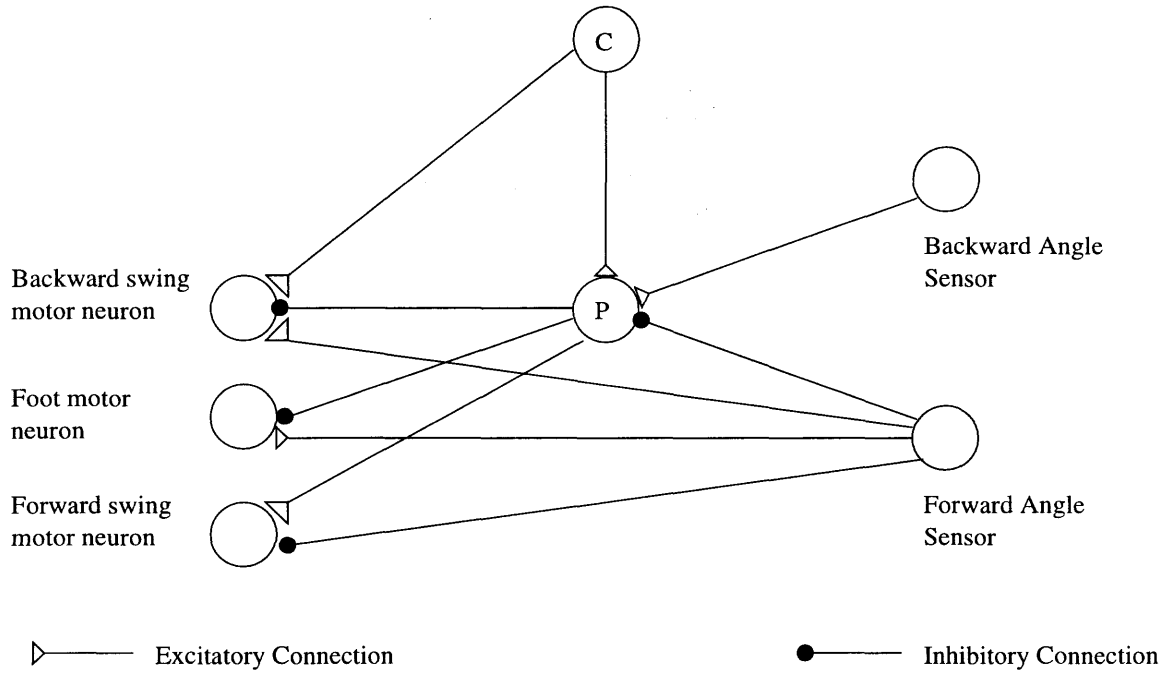 C
Backward Angle
Sensor
Backward swing
motor neuron
P
Foot motor
neuron
Forward swing
motor neuron
Forward Angle
Sensor
Excitatory Connection
Inhibitory Connection